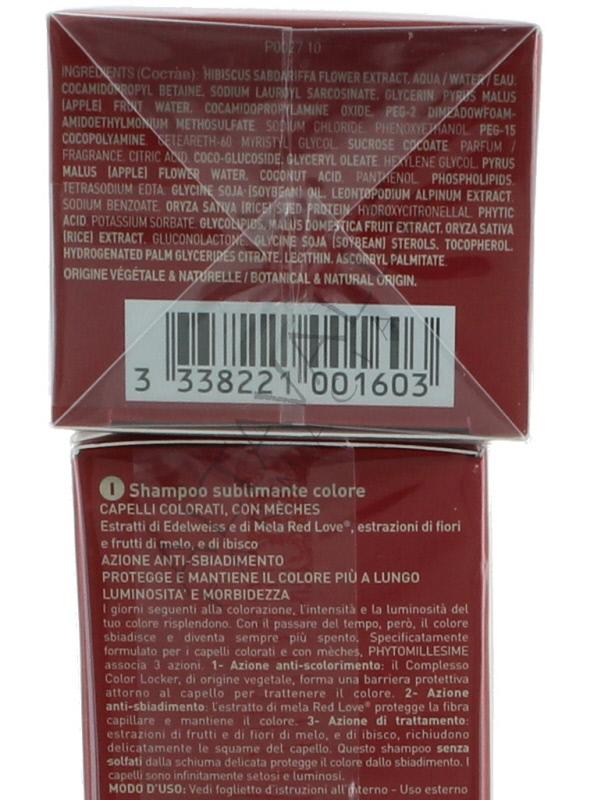 P0027 10
INGREDIENTS (Состав): HIBISCUS SABDARIFFA FLOWER EXTRACT, AQUA / WATER / EAU,
COCAMIDOPROPYL BETAINE, SODIUM LAUROYL SARCOSINATE, GLYCERIN, PYRUS MALUS
(APPLE) FRUIT WATER, COCAMIDOPROPYLAMINE OXIDE, PEG-2 DIMEADOWFOAM-
AMIDOETHYLMONIUM METHOSULFATE, SODIUM CHLORIDE, PHENOXYETHANOL, PEG-15
COCOPOLYAMINE, CETEARETH-60 MYRISTYL GLYCOL, SUCROSE COCOATE, PARFUM /
FRAGRANCE, CITRIC ACID, COCO-GLUCOSIDE, GLYCERYL OLEATE, HEXYLENE GLYCOL, PYRUS
MALUS (APPLE) FLOWER WATER, COCONUT ACID, PANTHENOL, PHOSPHOLIPIDS,
TETRASODIUM EDTA, GLYCINE SOJA (SOYBEAN) OIL, LEONTOPODIUM ALPINUM EXTRACT,
SODIUM BENZOATE, ORYZA SATIVA (RICE) SEED PROTEIN, HYDROXYCITRONELLAL, PHYTIC
ACID, POTASSIUM SORBATE, GLYCOLIPIDS, MALUS DOMESTICA FRUIT EXTRACT, ORYZA SATIVA
(RICE) EXTRACT, GLUCONOLACTONE, GLYCINE SOJA (SOYBEAN) STEROLS, TOCOPHEROL,
HYDROGENATED PALM GLYCERIDES CITRATE, LECITHIN, ASCORBYL PALMITATE.
ORIGINE VÉGÉTALE & NATURELLE / BOTANICAL & NATURAL ORIGIN.
3 338221 001603
I Shampoo sublimante colore
CAPELLI COLORATI, CON MÈCHES
Estratti di Edelweiss e di Mela Red Love®, estrazioni di fiori
e frutti di melo, e di ibisco
AZIONE ANTI-SBIADIMENTO
PROTEGGE E MANTIENE IL COLORE PIÙ A LUNGO
LUMINOSITA' E MORBIDEZZA
I giorni seguenti alla colorazione, l'intensità e la luminosità del
tuo colore risplendono. Con il passare del tempo, però, il colore
sbiadisce e diventa sempre più spento. Specificatamente
formulato per i capelli colorati e con mèches, PHYTOMILLESIME
associa 3 azioni. 1- Azione anti-scolorimento: il Complesso
Color Locker, di origine vegetale, forma una barriera protettiva
attorno al capello per trattenere il colore. 2- Azione
anti-sbiadimento: l'estratto di mela Red Love® protegge la fibra
capillare e mantiene il colore. 3- Azione di trattamento:
estrazioni di frutti e di fiori di melo, e di ibisco, richiudono
delicatamente le squame del capello. Questo shampoo senza
solfati dalla schiuma delicata protegge il colore dallo sbiadimento. I
capelli sono infinitamente setosi e luminosi.
MODO D'USO: Vedi foglietto d'istruzioni all'interno - Uso esterno